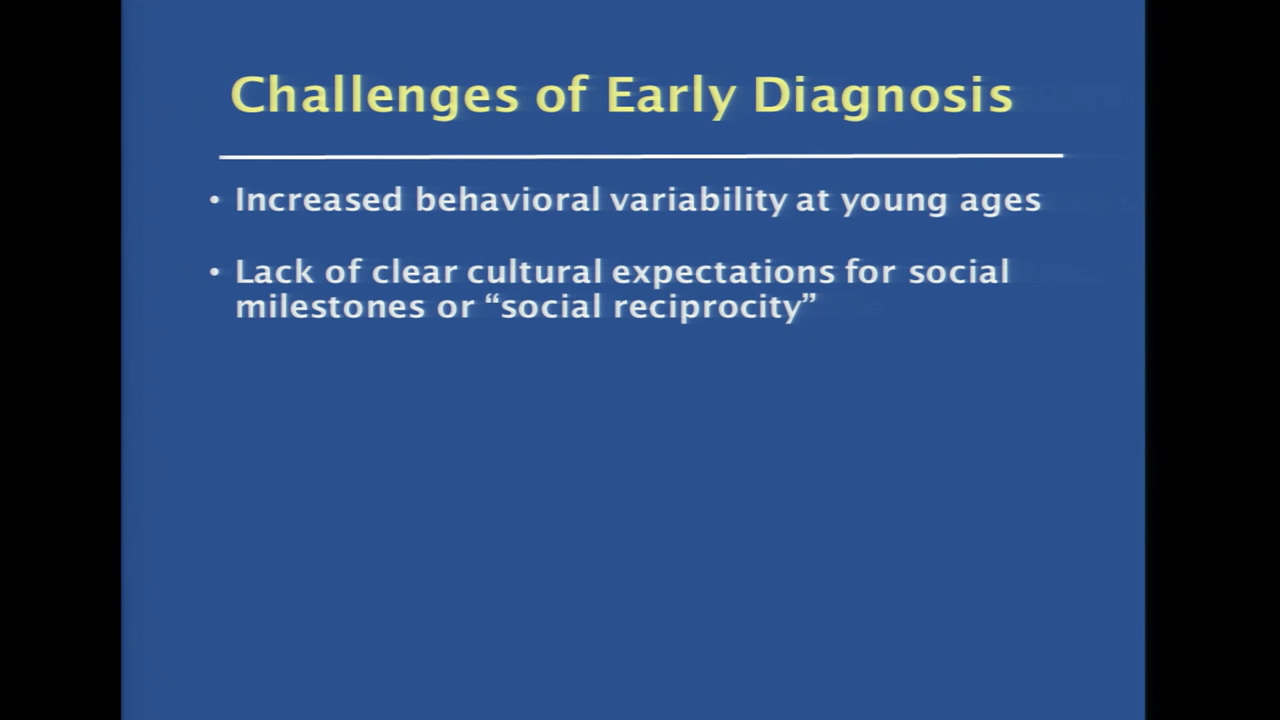 Challenges of Early Diagnosis
• Increased behavioral variability at young ages
• Lack of clear cultural expectations for social
milestones or “social reciprocity”